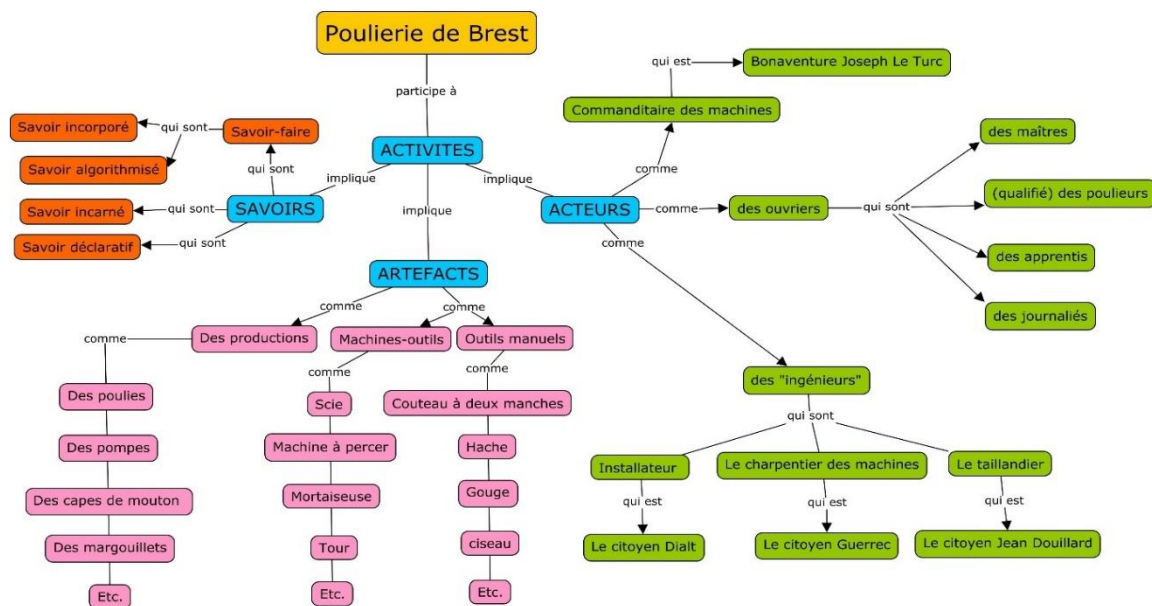 Poulierie de Brest
qui est
Bonaventure Joseph Le Turc
participe à
Commanditaire des machines
Savoir incorporé
qui sont
Savoir-faire
des maîtres
ACTIVITES
Savoir algorithmisé
qui sont
comme
implique
implique
(qualifié) des poulieurs
Savoir incarné
qui sont
SAVOIRS
implique
ACTEURS
comme
des ouvriers
qui sont
Savoir déclaratif
qui sont
comme
des apprentis
ARTEFACTS
comme
comme
des journaliés
comme
Des productions
Machines-outils
Outils manuels
comme
comme
des "ingénieurs"
Des poulies
Scie
Couteau à deux manches
qui sont
Des pompes
Machine à percer
Hache
Installateur
Le charpentier des machines
Le taillandier
Des capes de mouton
Mortaiseuse
Gouge
qui est
qui est
qui est
Des margouillets
Tour
ciseau
Le citoyen Dialt
Le citoyen Guerrec
Le citoyen Jean Douillard
Etc.
Etc.
Etc.